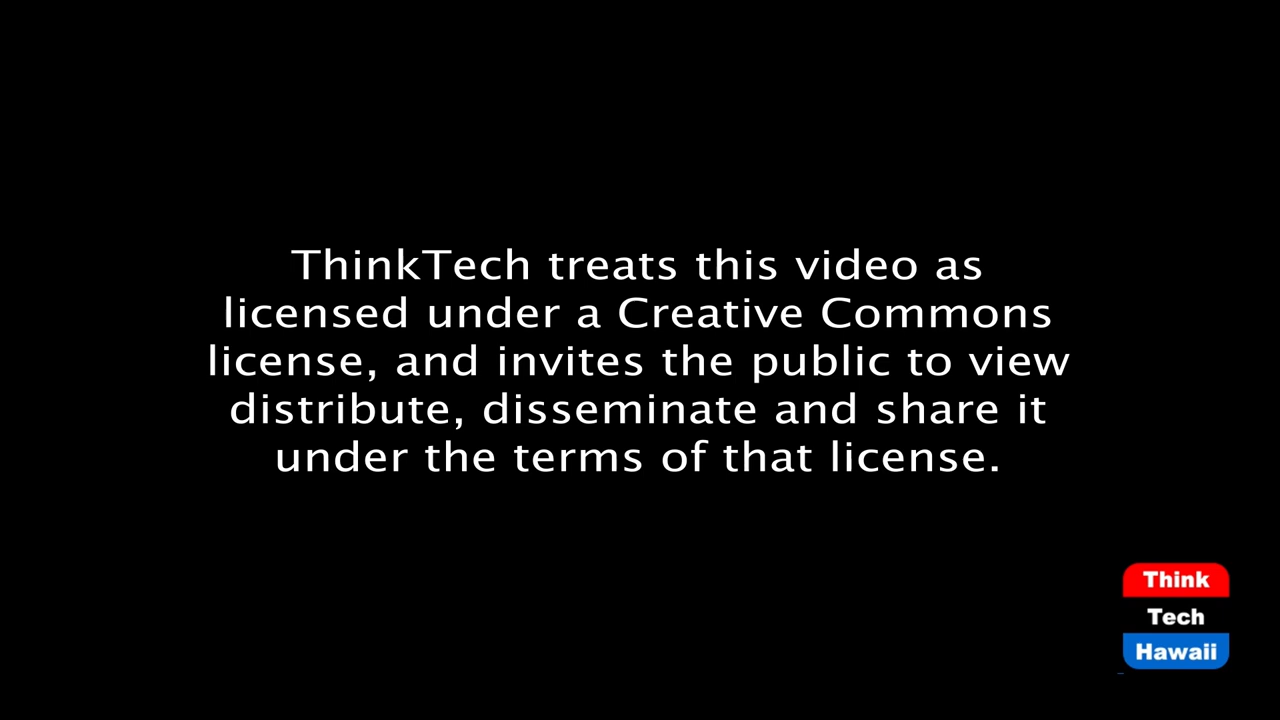 ThinkTech treats this video as
licensed under a Creative Commons
license, and invites the public to view
distribute, disseminate and share it
under the terms of that license.
Think
Tech
Hawaii